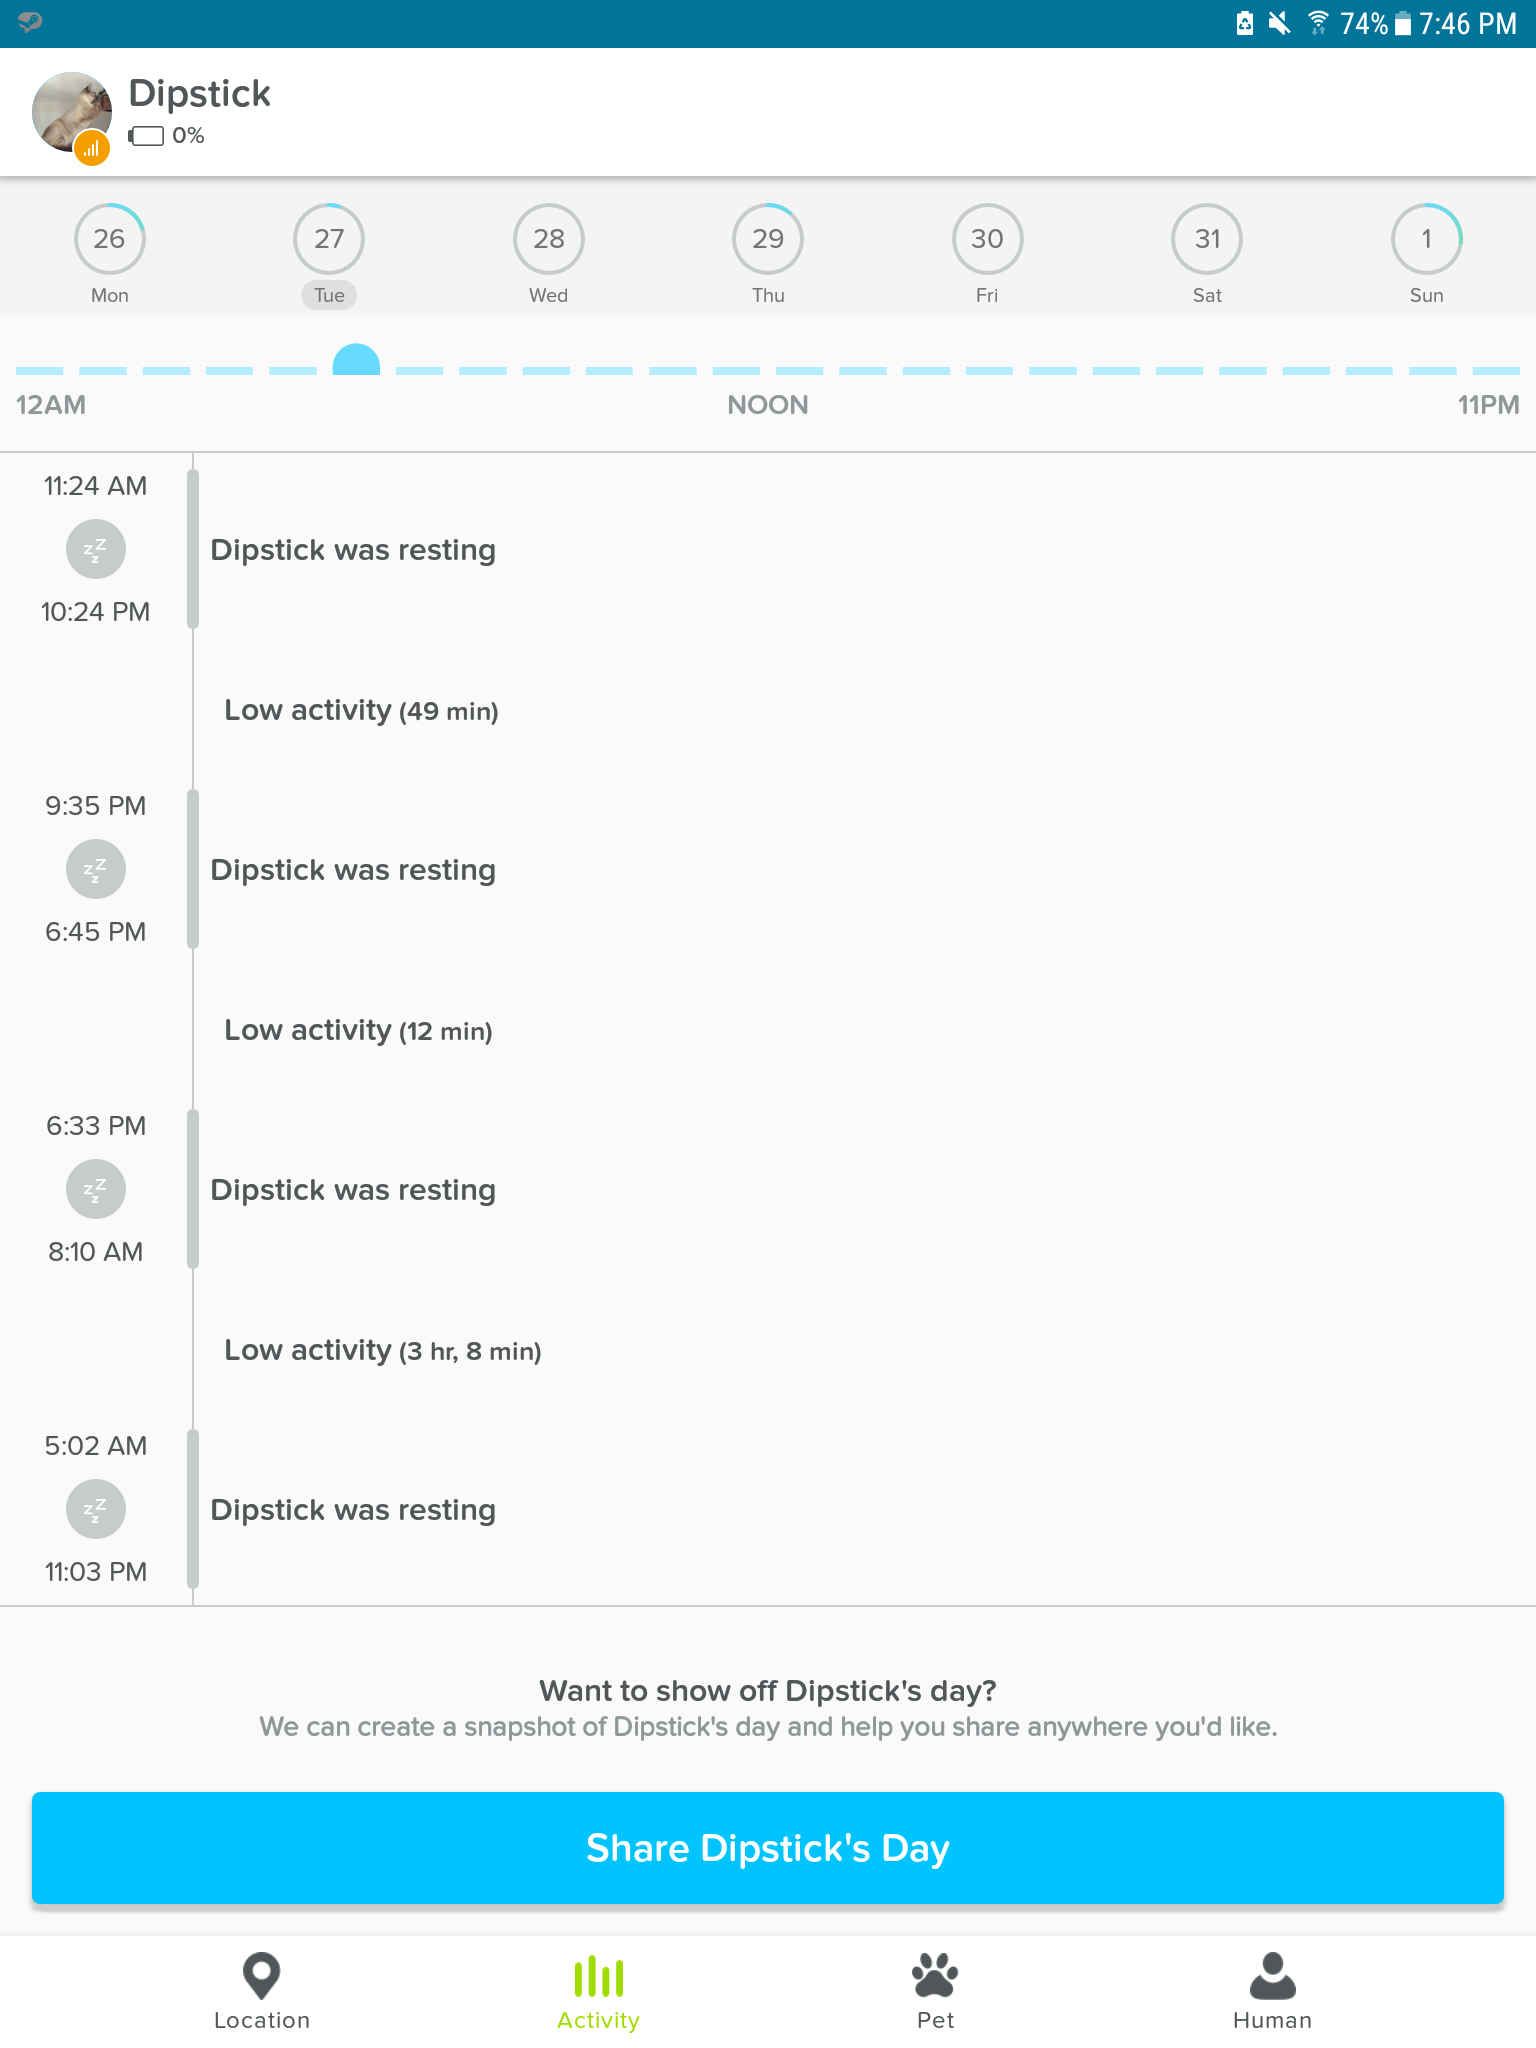 74% 7:46 PM
Dipstick
0%
26 27 28 29 30 31 1
Mon Tue Wed Thu Fri Sat Sun
12AM NOON 11PM
11:24 AM
zZz
Dipstick was resting
10:24 PM
Low activity (49 min)
9:35 PM
zZz
Dipstick was resting
6:45 PM
Low activity (12 min)
6:33 PM
zZz
Dipstick was resting
8:10 AM
Low activity (3 hr, 8 min)
5:02 AM
zZz
Dipstick was resting
11:03 PM
Want to show off Dipstick's day?
We can create a snapshot of Dipstick's day and help you share anywhere you'd like.
Share Dipstick's Day
Location Activity Pet Human